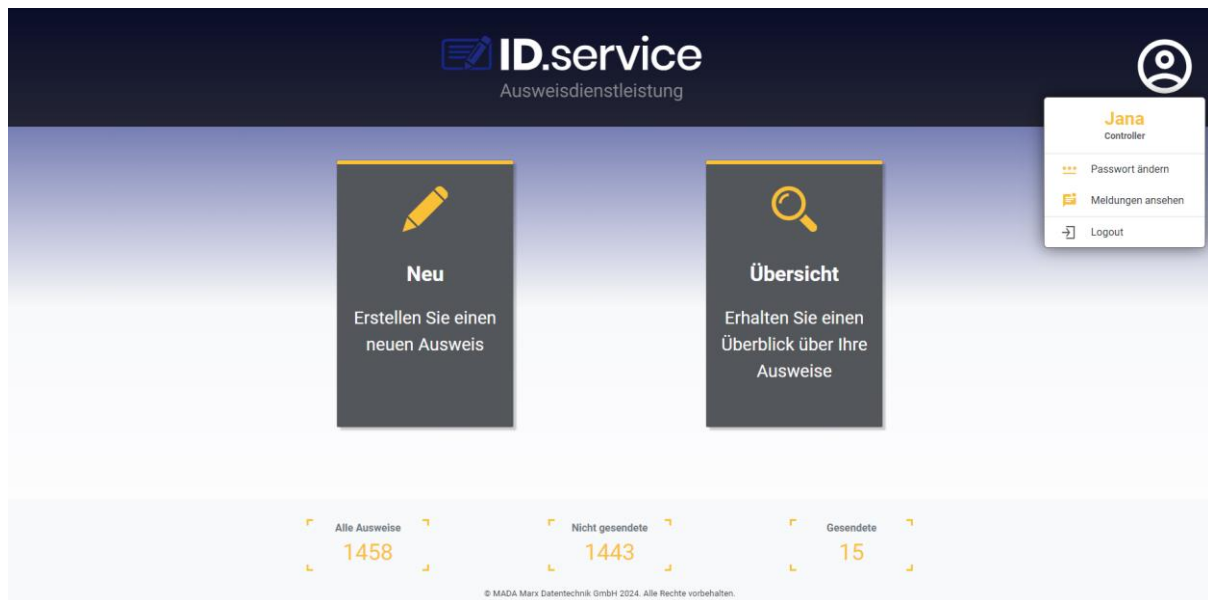 ID.service
Ausweisdienstleistung
Jana
Controller
Passwort ändern
Meldungen ansehen
Logout
Neu
Erstellen Sie einen
neuen Ausweis
Übersicht
Erhalten Sie einen
Überblick über Ihre
Ausweise
Alle Ausweise
1458
Nicht gesendete
1443
Gesendete
15
© MADA Marx Datentechnik GmbH 2024. Alle Rechte vorbehalten.